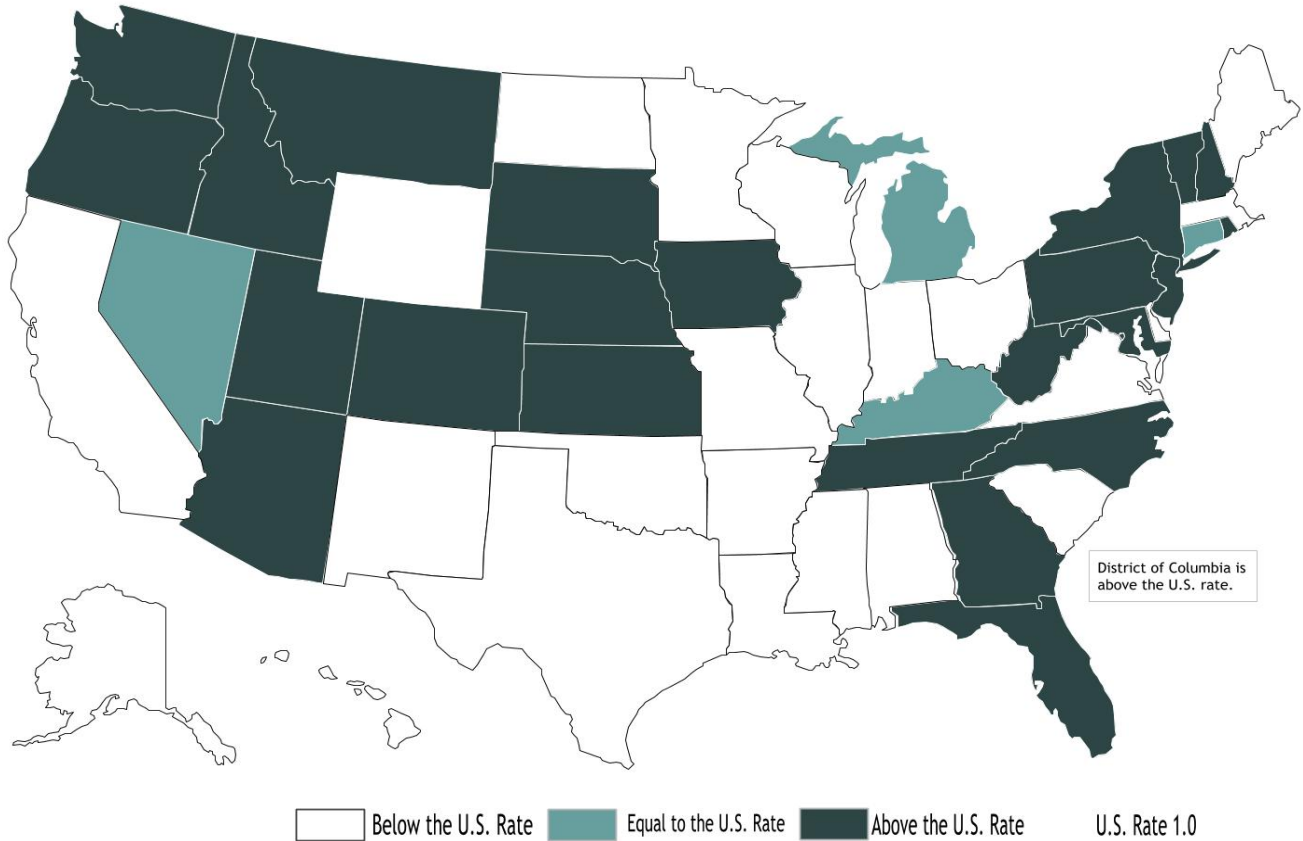 District of Columbia is
above the U.S. rate.
Below the U.S. Rate Equal to the U.S. Rate Above the U.S. Rate U.S. Rate 1.0